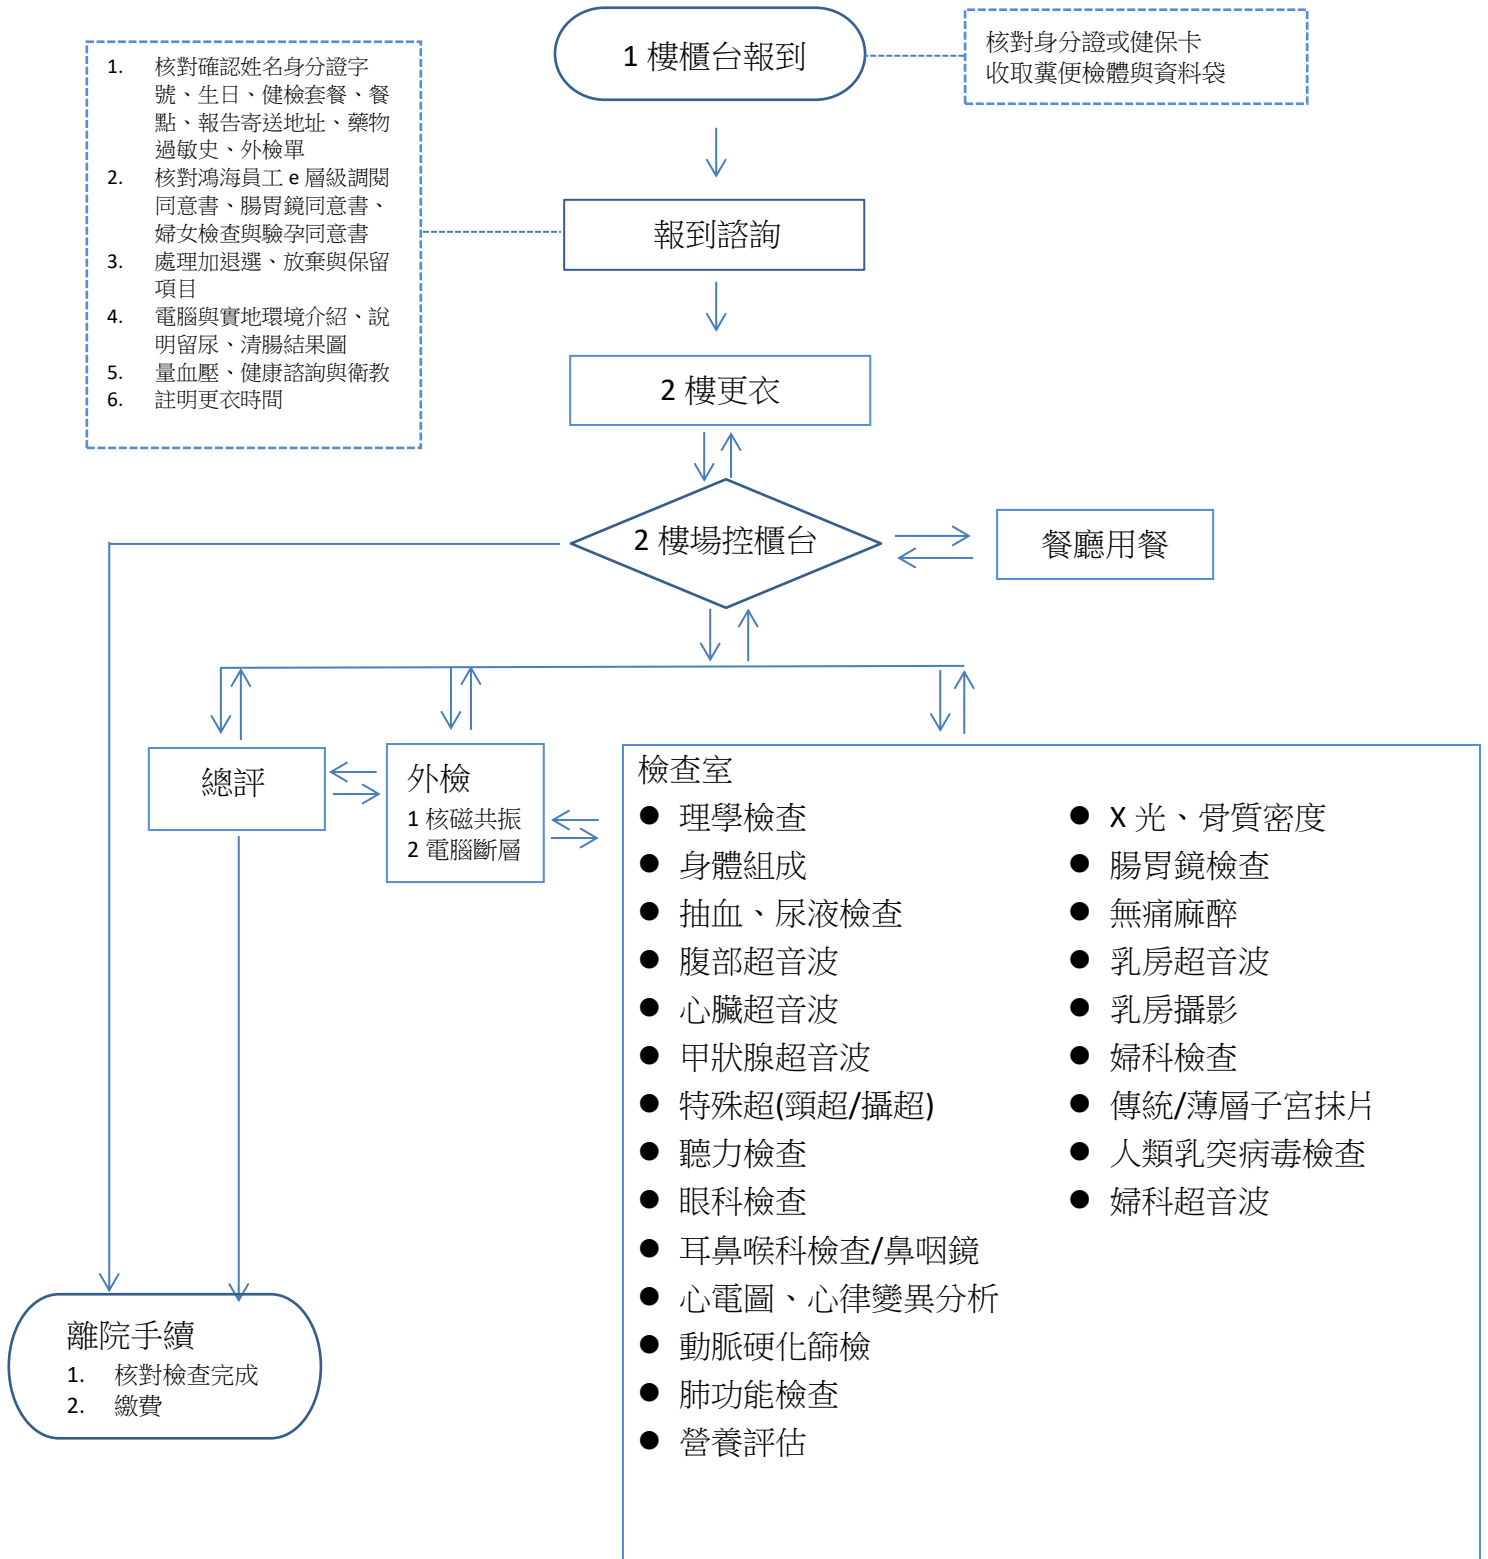 1 樓櫃台報到
核對身分證或健保卡
收取糞便檢體與資料袋
1. 核對確認姓名身分證字
號、生日、健檢套餐、餐
點、報告寄送地址、藥物
過敏史、外檢單
2. 核對鴻海員工 e 層級調閱
同意書、腸胃鏡同意書、
婦女檢查與驗孕同意書
3. 處理加退選、放棄與保留
項目
4. 電腦與實地環境介紹、說
明留尿、清腸結果圖
5. 量血壓、健康諮詢與衛教
6. 註明更衣時間
報到諮詢
2 樓更衣
2 樓場控櫃台
餐廳用餐
總評
外檢
1 核磁共振
2 電腦斷層
檢查室
● 理學檢查
● 身體組成
● 抽血、尿液檢查
● 腹部超音波
● 心臟超音波
● 甲狀腺超音波
● 特殊超(頸超/攝超)
● 聽力檢查
● 眼科檢查
● 耳鼻喉科檢查/鼻咽鏡
● 心電圖、心律變異分析
● 動脈硬化篩檢
● 肺功能檢查
● 營養評估
● X 光、骨質密度
● 腸胃鏡檢查
● 無痛麻醉
● 乳房超音波
● 乳房攝影
● 婦科檢查
● 傳統/薄層子宮抹片
● 人類乳突病毒檢查
● 婦科超音波
離院手續
1. 核對檢查完成
2. 繳費